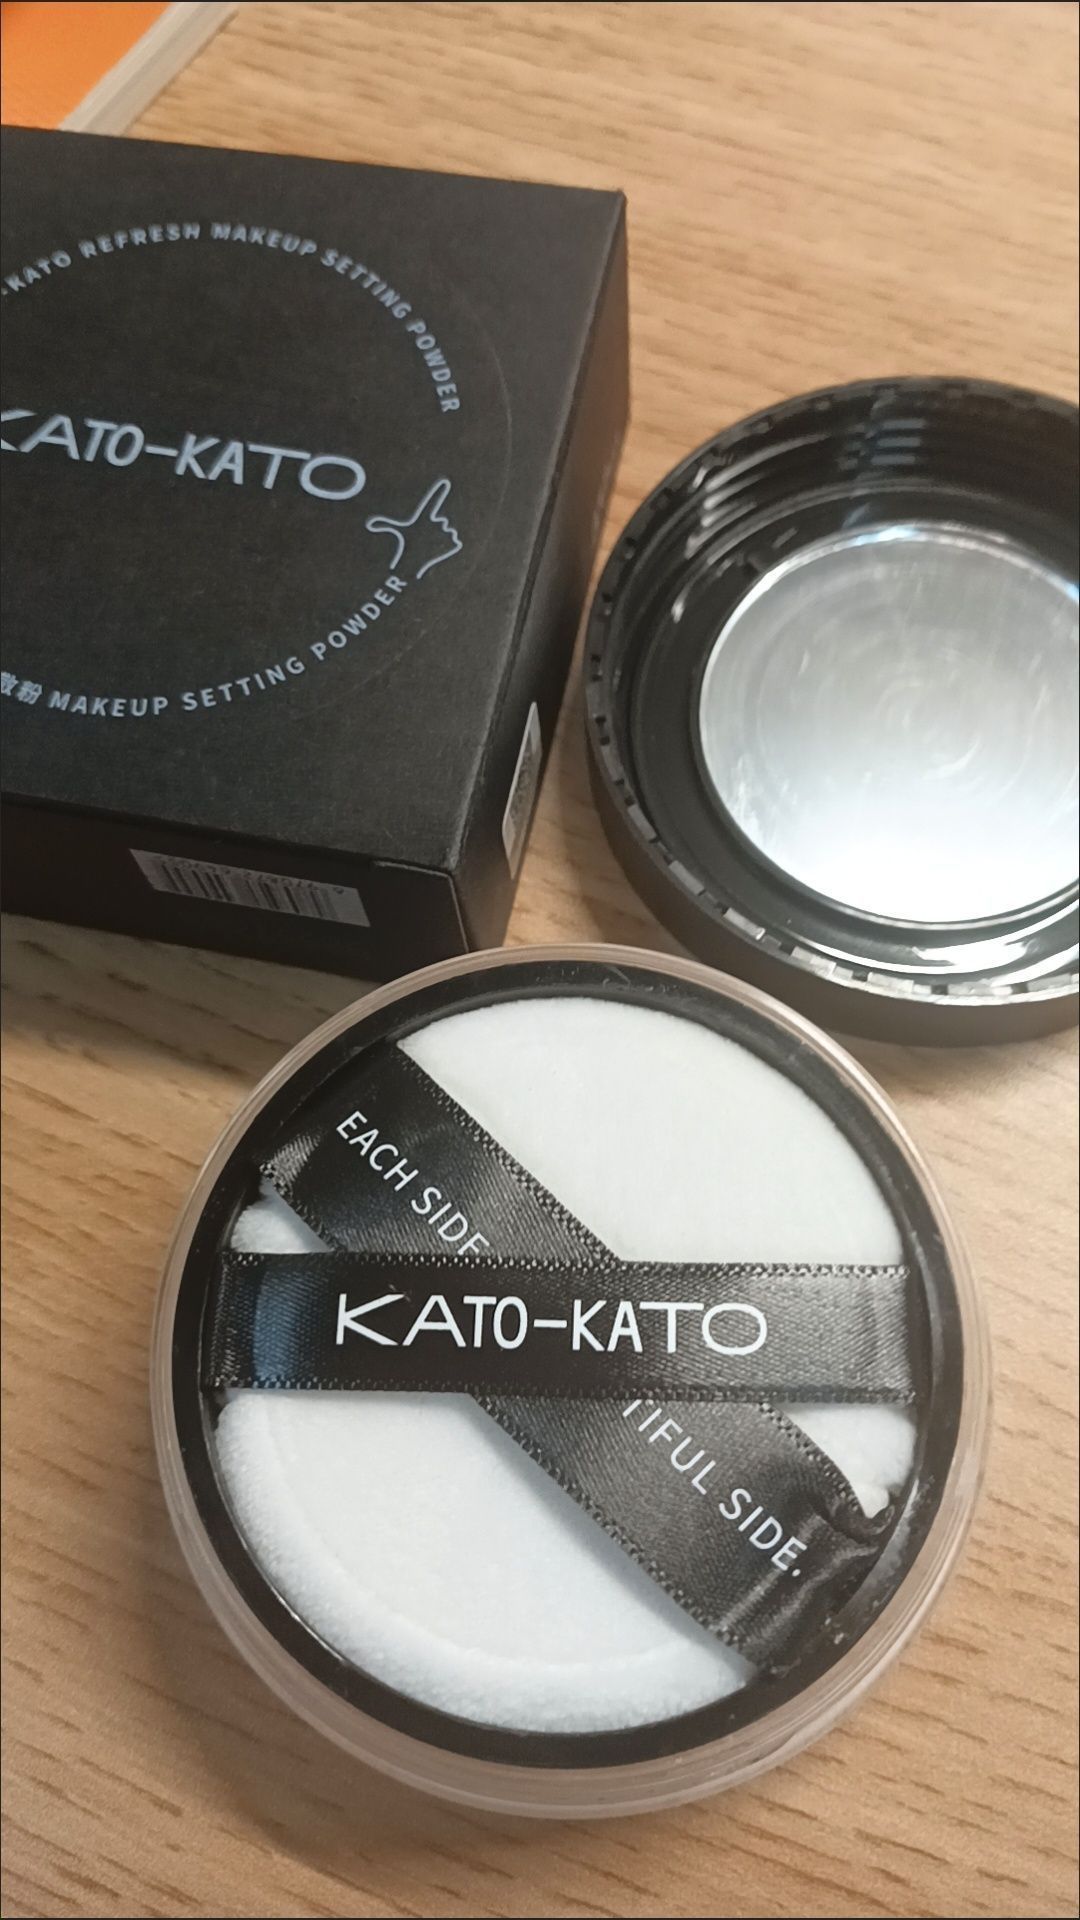 -KATO REFRESH MAKEUP SETTING POWDER
KATO-KATO
散粉 MAKEUP SETTING POWDER
EACH SIDE
KATO-KATO
TIFUL SIDE.